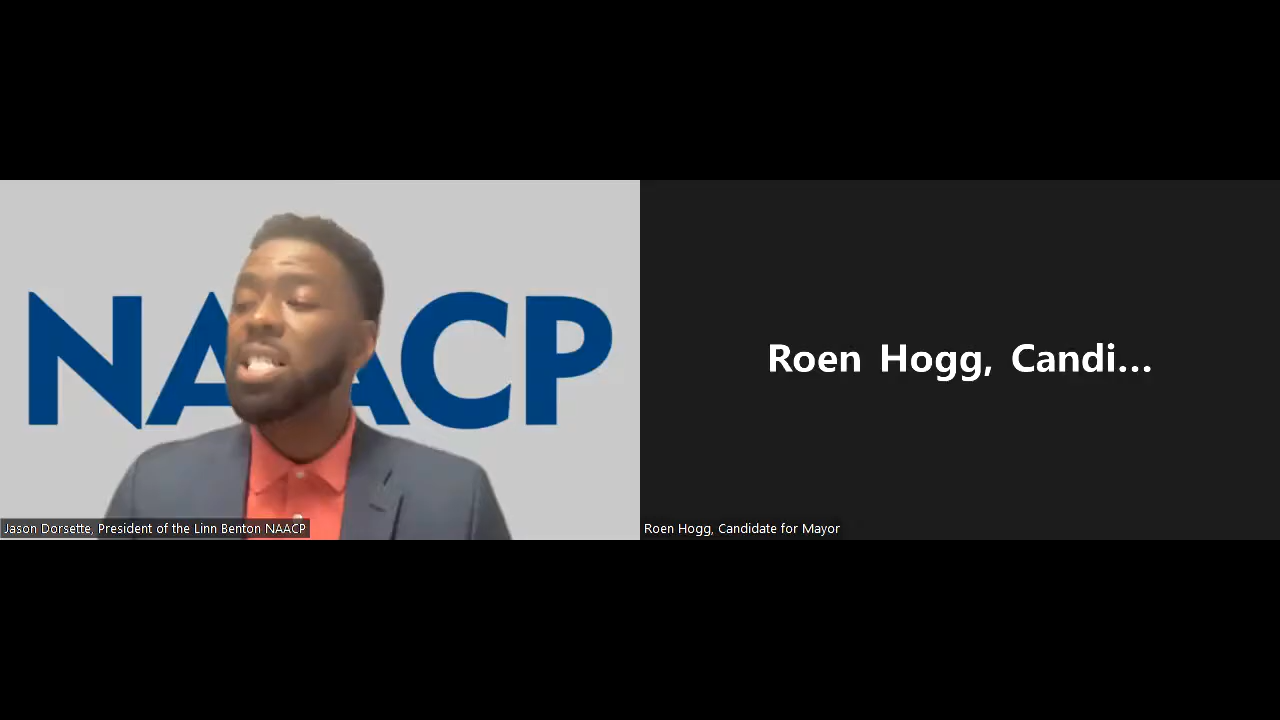 NAACP
Roen Hogg, Candi...
Jason Dorsette, President of the Linn Benton NAACP
Roen Hogg, Candidate for Mayor